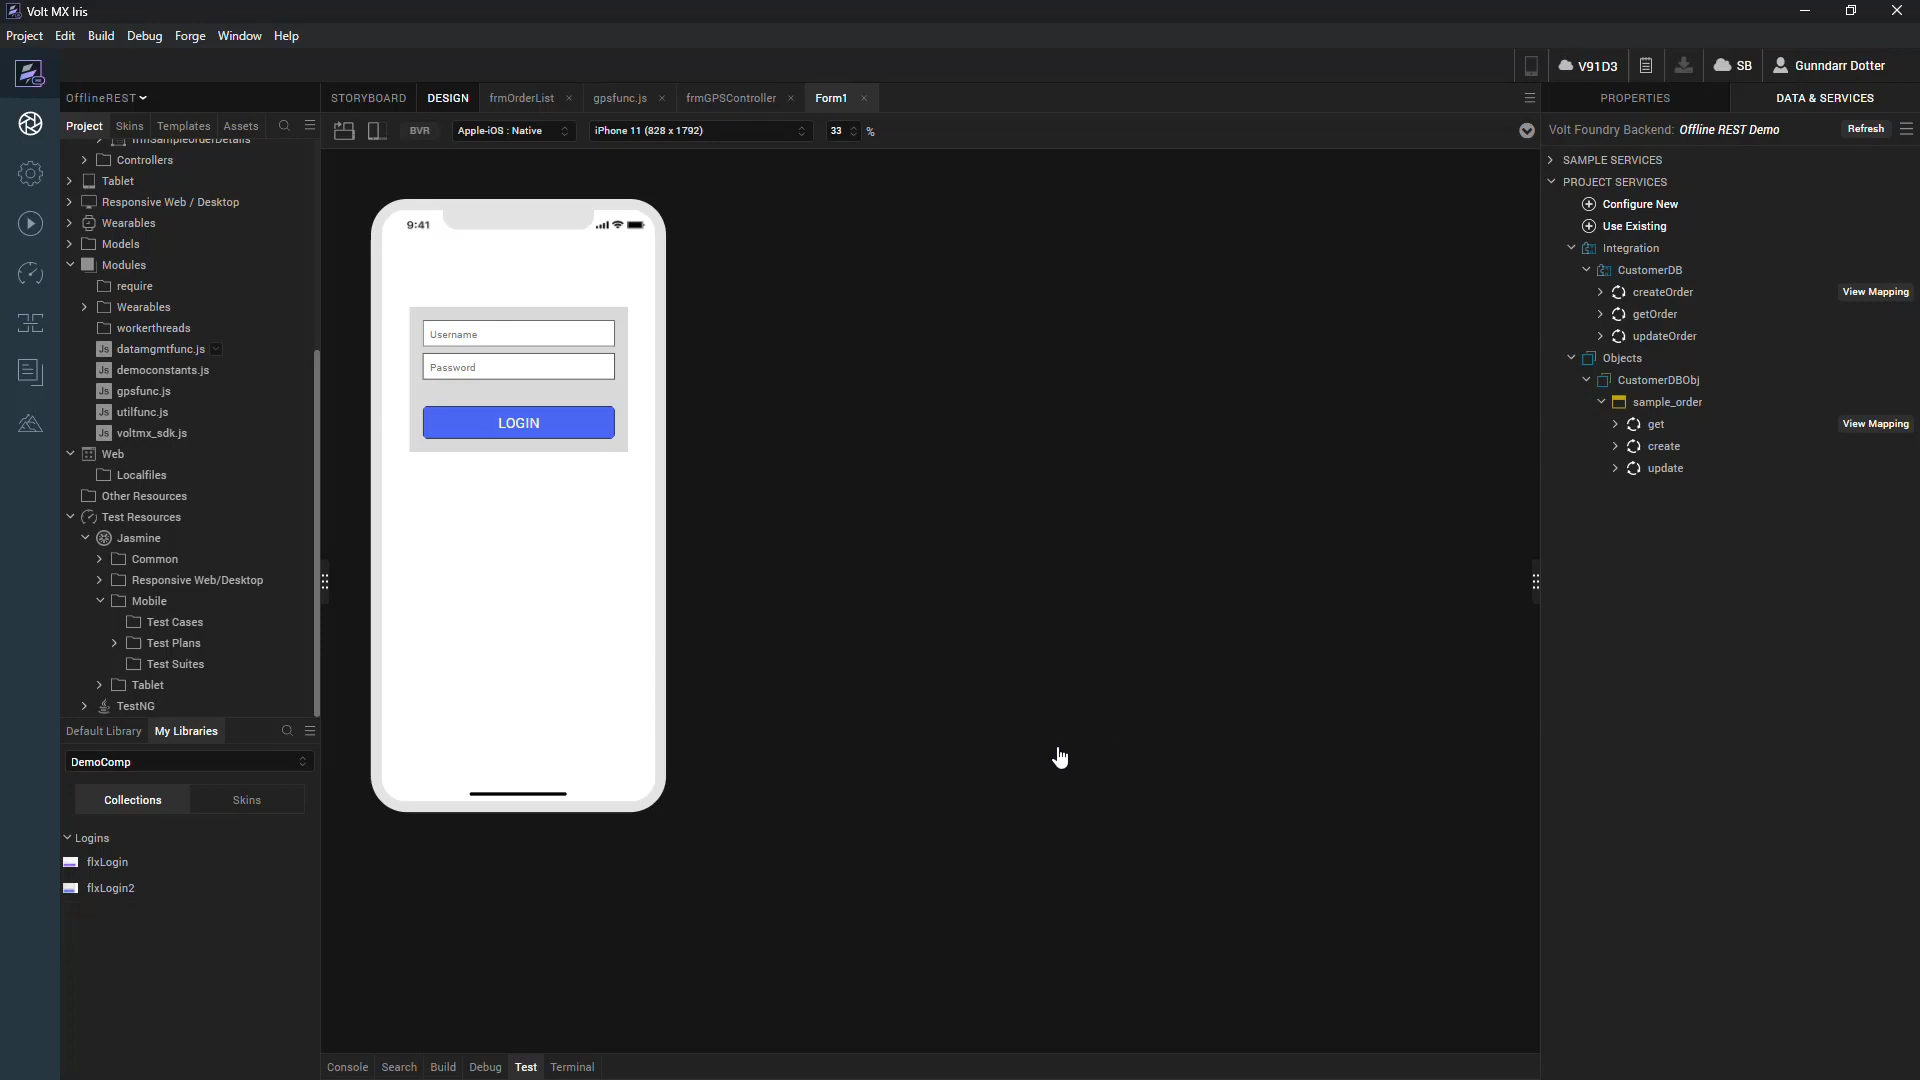 Volt MX Iris
Project Edit Build Debug Forge Window Help
V91D3 SB Gunndarr Dotter
OfflineREST
STORYBOARD DESIGN frmOrderList × gpsfunc.js × frmGPSController × Form1 ×
PROPERTIES DATA & SERVICES
Project Skins Templates Assets
BVR Apple-iOS : Native iPhone 11 (828 x 1792) 33 %
Volt Foundry Backend: Offline REST Demo Refresh
frmSampleorderDetails
Controllers
Tablet
Responsive Web / Desktop
Wearables
Models
Modules
require
Wearables
workerthreads
Js datamgmtfunc.js
Js democonstants.js
Js gpsfunc.js
Js utilfunc.js
Js voltmx_sdk.js
Web
Localfiles
Other Resources
Test Resources
Jasmine
Common
Responsive Web/Desktop
Mobile
Test Cases
Test Plans
Test Suites
Tablet
TestNG
Default Library My Libraries
DemoComp
Collections Skins
Logins
flxLogin
flxLogin2
9:41
Username
Password
LOGIN
Console Search Build Debug Test Terminal
SAMPLE SERVICES
PROJECT SERVICES
Configure New
Use Existing
Integration
CustomerDB
createOrder View Mapping
getOrder
updateOrder
Objects
CustomerDBObj
sample_order
get View Mapping
create
update